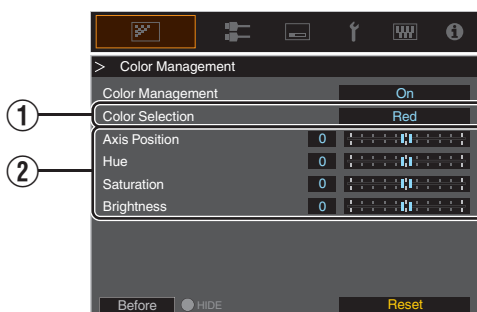 > Color Management
Color Management On
① Color Selection Red
② Axis Position 0
Hue 0
Saturation 0
Brightness 0
Before HIDE Reset